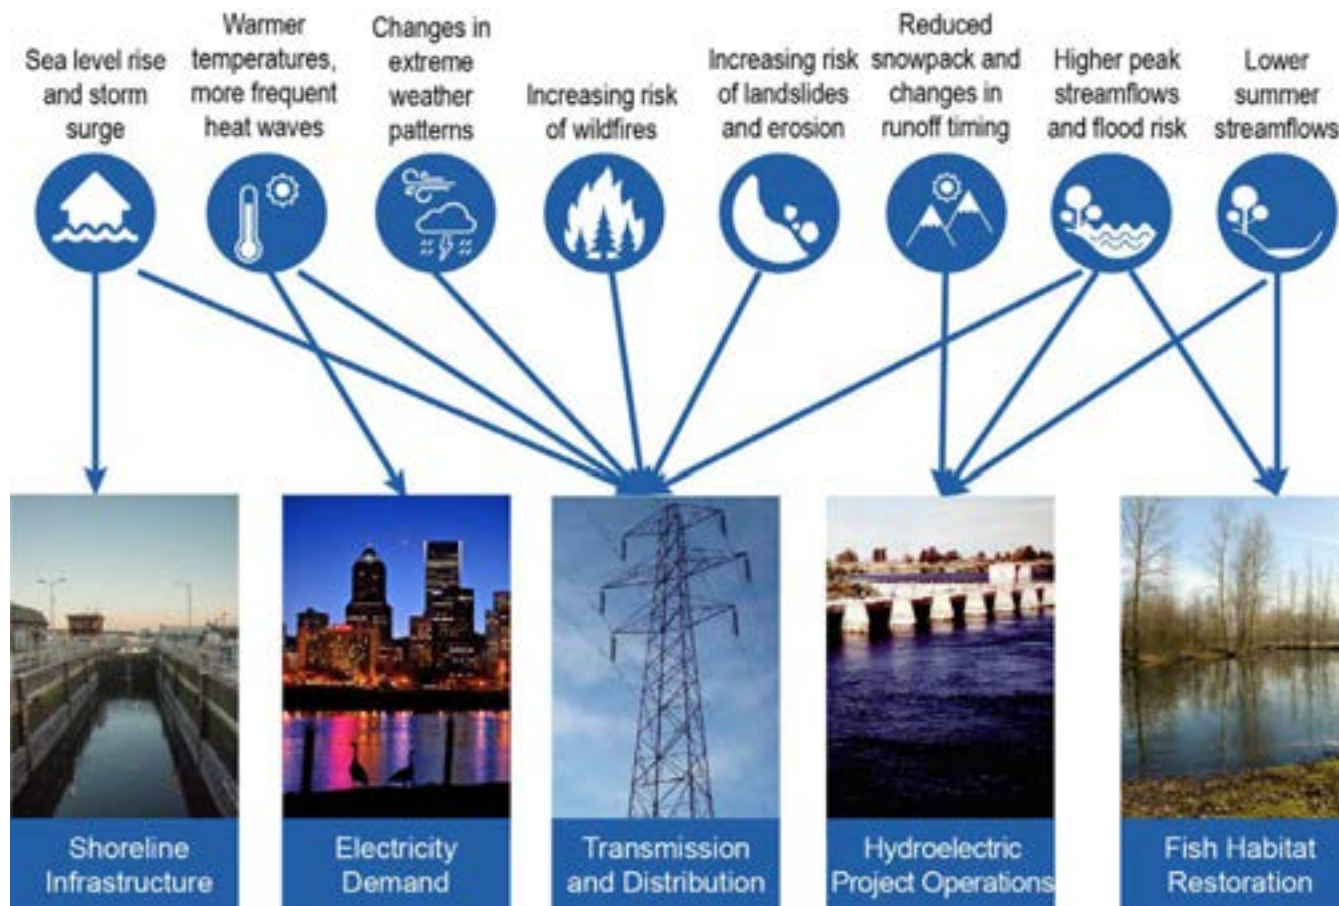 Sea level rise
and storm
surge
Warmer
temperatures,
more frequent
heat waves
Changes in
extreme
weather
patterns
Increasing risk
of wildfires
Increasing risk
of landslides
and erosion
Reduced
snowpack and
changes in
runoff timing
Higher peak
streamflows
and flood risk
Lower
summer
streamflows
Shoreline
Infrastructure
Electricity
Demand
Transmission
and Distribution
Hydroelectric
Project Operations
Fish Habitat
Restoration